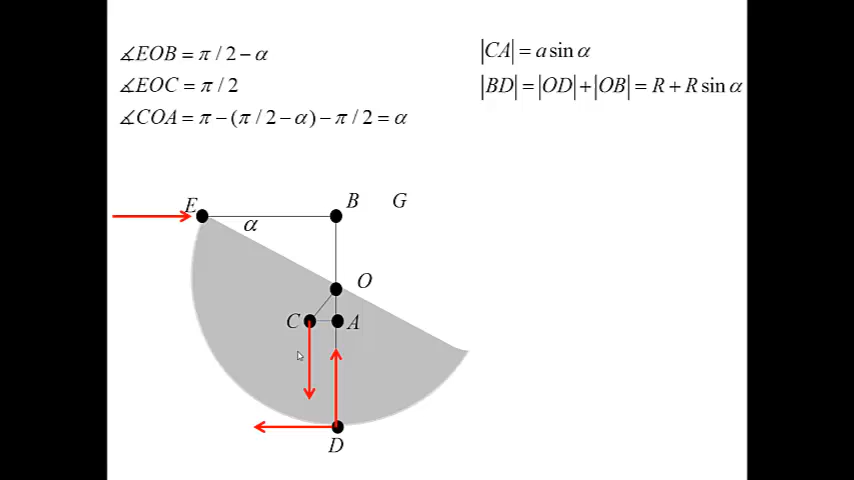 ∡EOB = π / 2 − α
∡EOC = π / 2
∡COA = π − (π / 2 − α) − π / 2 = α
|CA| = a sin α
|BD| = |OD| + |OB| = R + R sin α
E
B
G
α
O
C
A
D